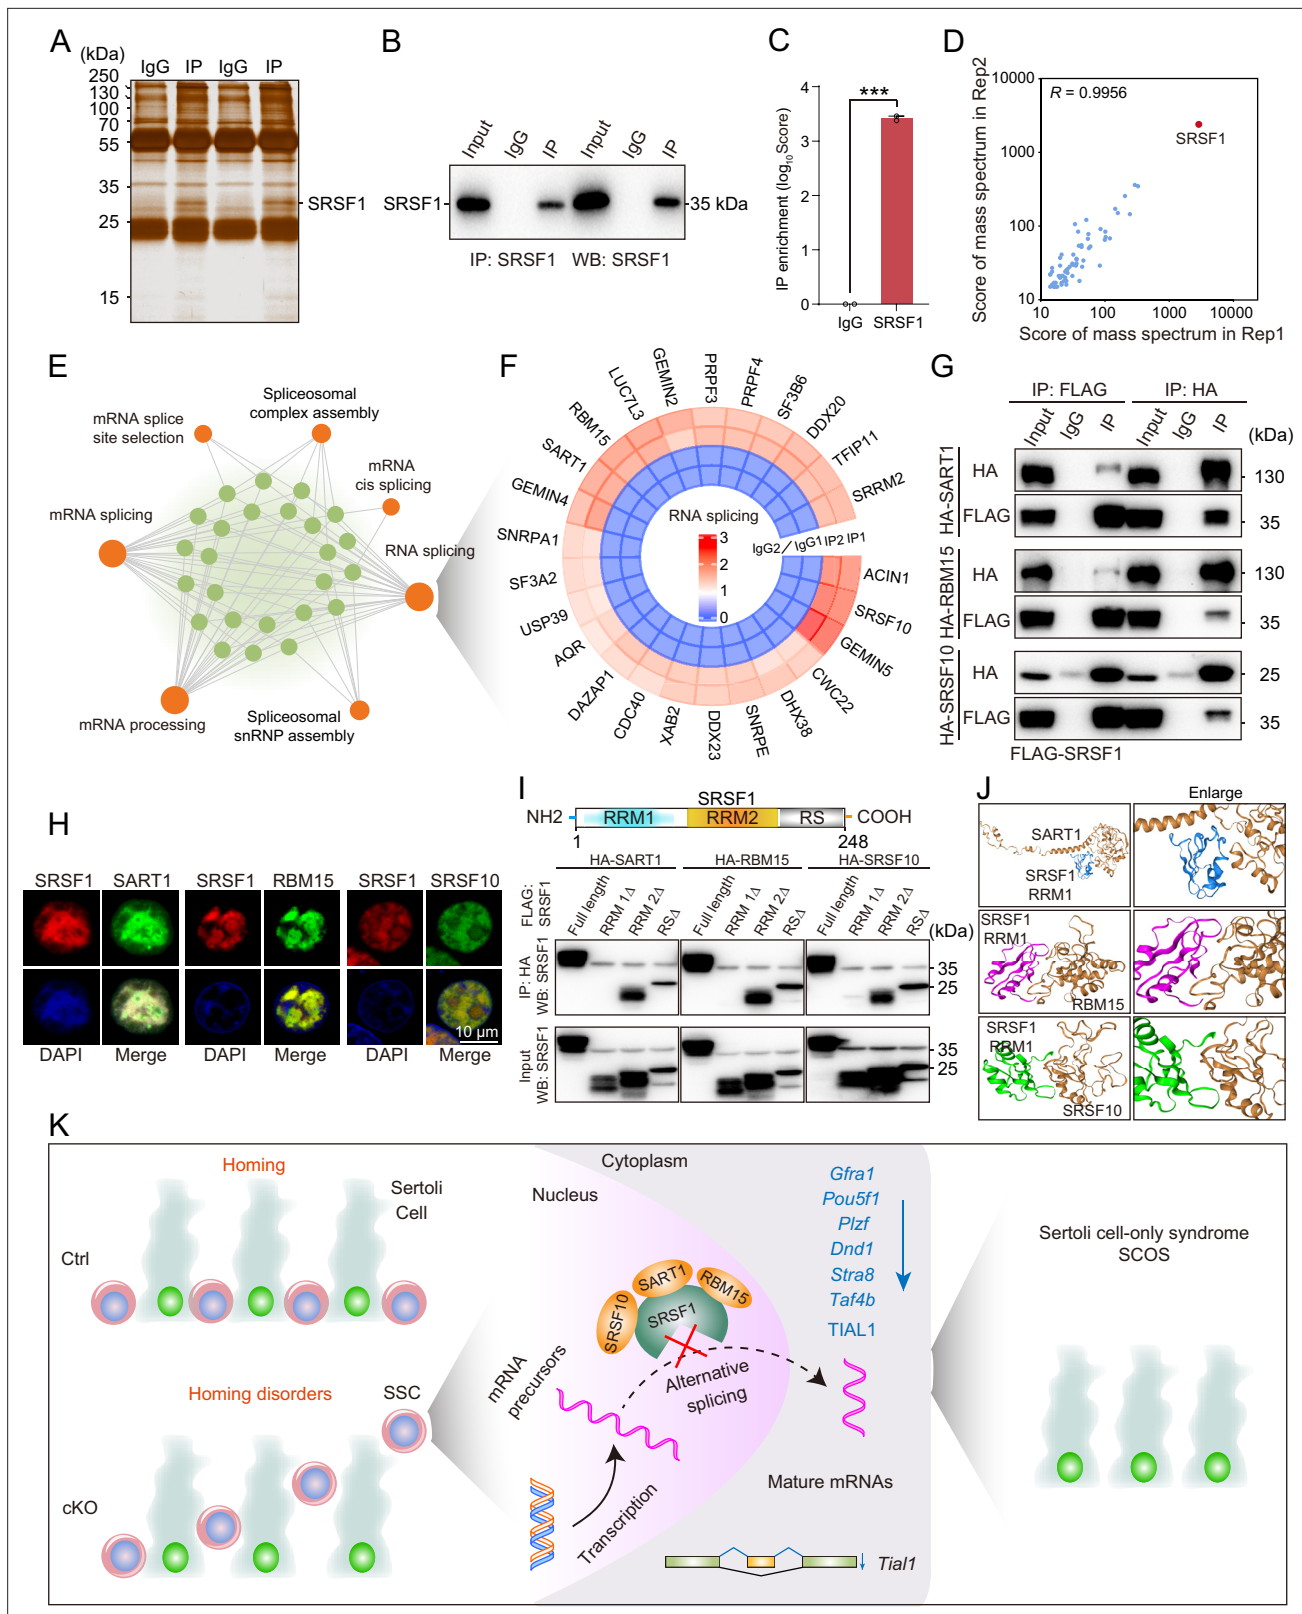 A
(kDa)
IgG IP IgG IP
250
130
100
70
55
35
25
15
SRSF1
B
Input IgG IP Input IgG IP
SRSF1
35 kDa
IP: SRSF1 WB: SRSF1
C
IP enrichment (log10Score)
4
3
2
1
0
***
IgG SRSF1
D
Score of mass spectrum in Rep2
10000
1000
100
10
R = 0.9956
SRSF1
10 100 1000 10000
Score of mass spectrum in Rep1
E
mRNA splice
site selection
Spliceosomal
complex assembly
mRNA
cis splicing
mRNA splicing
RNA splicing
mRNA processing
Spliceosomal
snRNP assembly
F
GEMIN4
SART1
RBM15
LUC7L3
GEMIN2
PRPF3
PRPF4
SF3B6
DDX20
TFIP11
SRRM2
ACIN1
SRSF10
GEMIN5
CWC22
DHX38
SNRPE
DDX23
XAB2
CDC40
DAZAP1
AQR
USP39
SF3A2
SNRPA1
RNA splicing
3
2
1
0
IgG2 IgG1 IP2 IP1
G
IP: FLAG IP: HA
Input IgG IP Input IgG IP
(kDa)
HA-SART1
HA
130
FLAG
35
HA-RBM15
HA
130
FLAG
35
HA-SRSF10
HA
25
FLAG
35
FLAG-SRSF1
H
SRSF1 SART1 SRSF1 RBM15 SRSF1 SRSF10
10 μm
DAPI Merge DAPI Merge DAPI Merge
I
SRSF1
NH2 RRM1 RRM2 RS COOH
1 248
HA-SART1 HA-RBM15 HA-SRSF10
FLAG:
SRSF1
Full length RRM 1Δ RRM 2Δ RSΔ Full length RRM 1Δ RRM 2Δ RSΔ Full length RRM 1Δ RRM 2Δ RSΔ
(kDa)
IP: HA
WB: SRSF1
35
25
Input
WB: SRSF1
35
25
J
Enlarge
SART1
SRSF1
RRM1
SRSF1
RRM1
RBM15
SRSF1
RRM1
SRSF10
K
Homing
Sertoli
Cell
Ctrl
Homing disorders
SSC
cKO
Cytoplasm
Nucleus
SRSF10
SART1
RBM15
SRSF1
mRNA
precursors
Alternative
splicing
Transcription
Gfra1
Pou5f1
Plzf
Dnd1
Stra8
Taf4b
TIAL1
Mature mRNAs
Tial1
Sertoli cell-only syndrome
SCOS